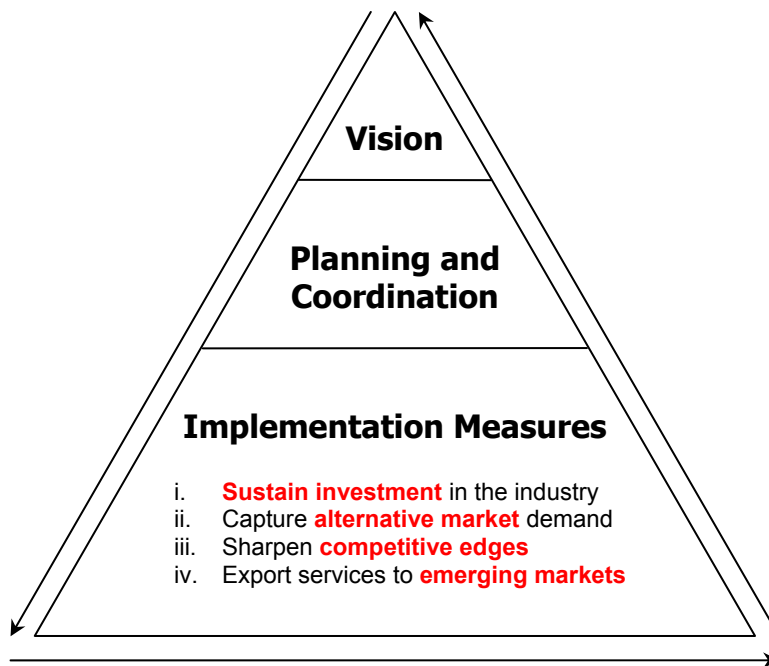 Vision
Planning and
Coordination
Implementation Measures
i. Sustain investment in the industry
ii. Capture alternative market demand
iii. Sharpen competitive edges
iv. Export services to emerging markets